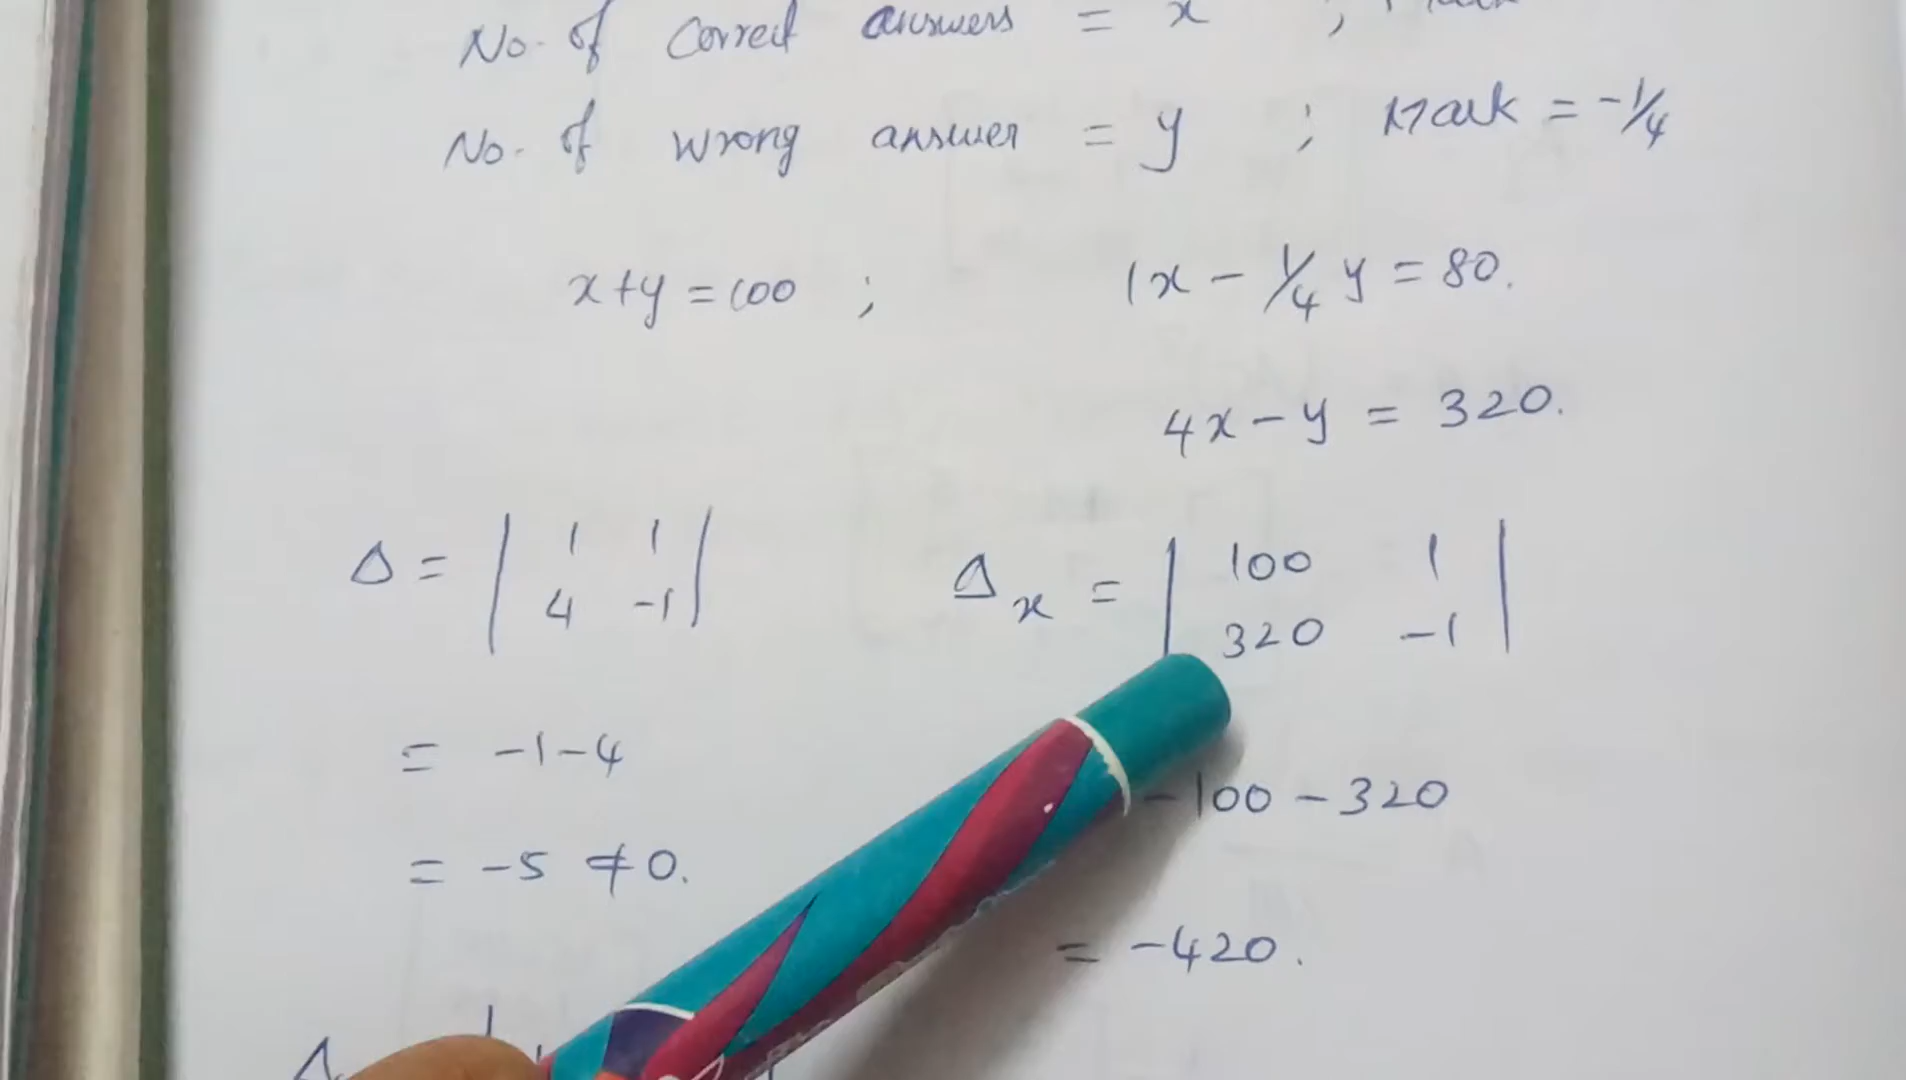 No. of Correct answers = x ;
No. of wrong answer = y ; Mark = -1/4
x+y = 100 ; 1x - 1/4 y = 80.
4x - y = 320.
Δ = | 1 1 | Δx = | 100 1 |
| 4 -1 | | 320 -1 |
= -1-4 -100 - 320
= -5 ≠ 0.
= -420.
Δ